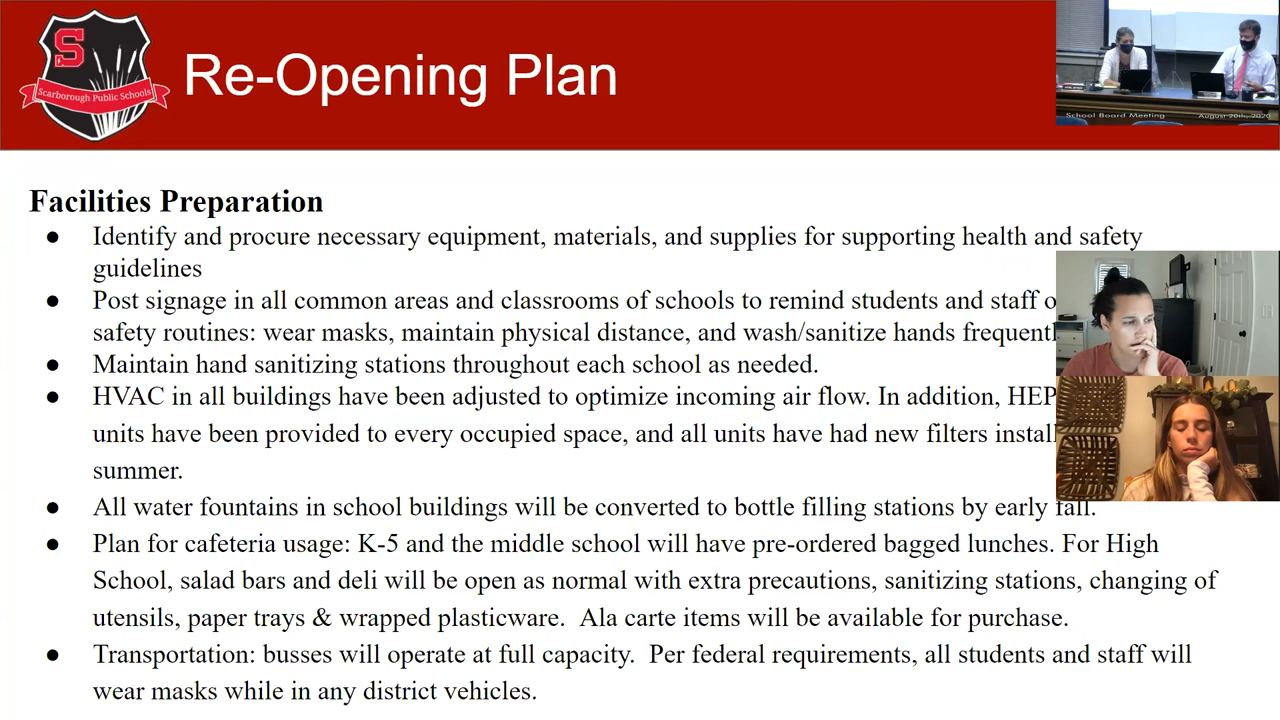 S
Scarborough Public Schools
Re-Opening Plan
School Board Meeting
August 20th, 2020
Facilities Preparation
● Identify and procure necessary equipment, materials, and supplies for supporting health and safety
guidelines
● Post signage in all common areas and classrooms of schools to remind students and staff o
safety routines: wear masks, maintain physical distance, and wash/sanitize hands frequentl
● Maintain hand sanitizing stations throughout each school as needed.
● HVAC in all buildings have been adjusted to optimize incoming air flow. In addition, HEP
units have been provided to every occupied space, and all units have had new filters install
summer.
● All water fountains in school buildings will be converted to bottle filling stations by early fall.
● Plan for cafeteria usage: K-5 and the middle school will have pre-ordered bagged lunches. For High
School, salad bars and deli will be open as normal with extra precautions, sanitizing stations, changing of
utensils, paper trays & wrapped plasticware. Ala carte items will be available for purchase.
● Transportation: busses will operate at full capacity. Per federal requirements, all students and staff will
wear masks while in any district vehicles.